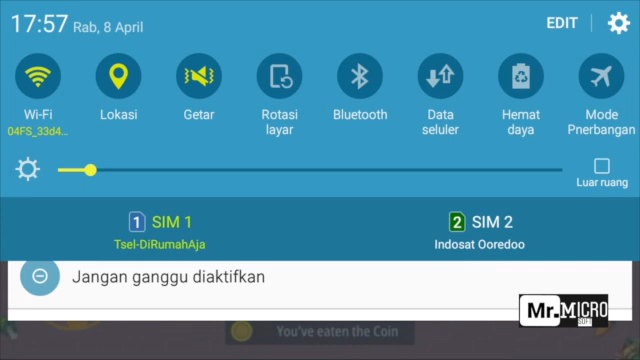 17:57 Rab, 8 April
EDIT
Wi-Fi
04FS_33d4...
Lokasi
Getar
Rotasi
layar
Bluetooth
Data
seluler
Hemat
daya
Mode
Pnerbangan
Luar ruang
1 SIM 1
Tsel-DiRumahAja
2 SIM 2
Indosat Ooredoo
Jangan ganggu diaktifkan
Mr.MICRO
You've eaten the Coin